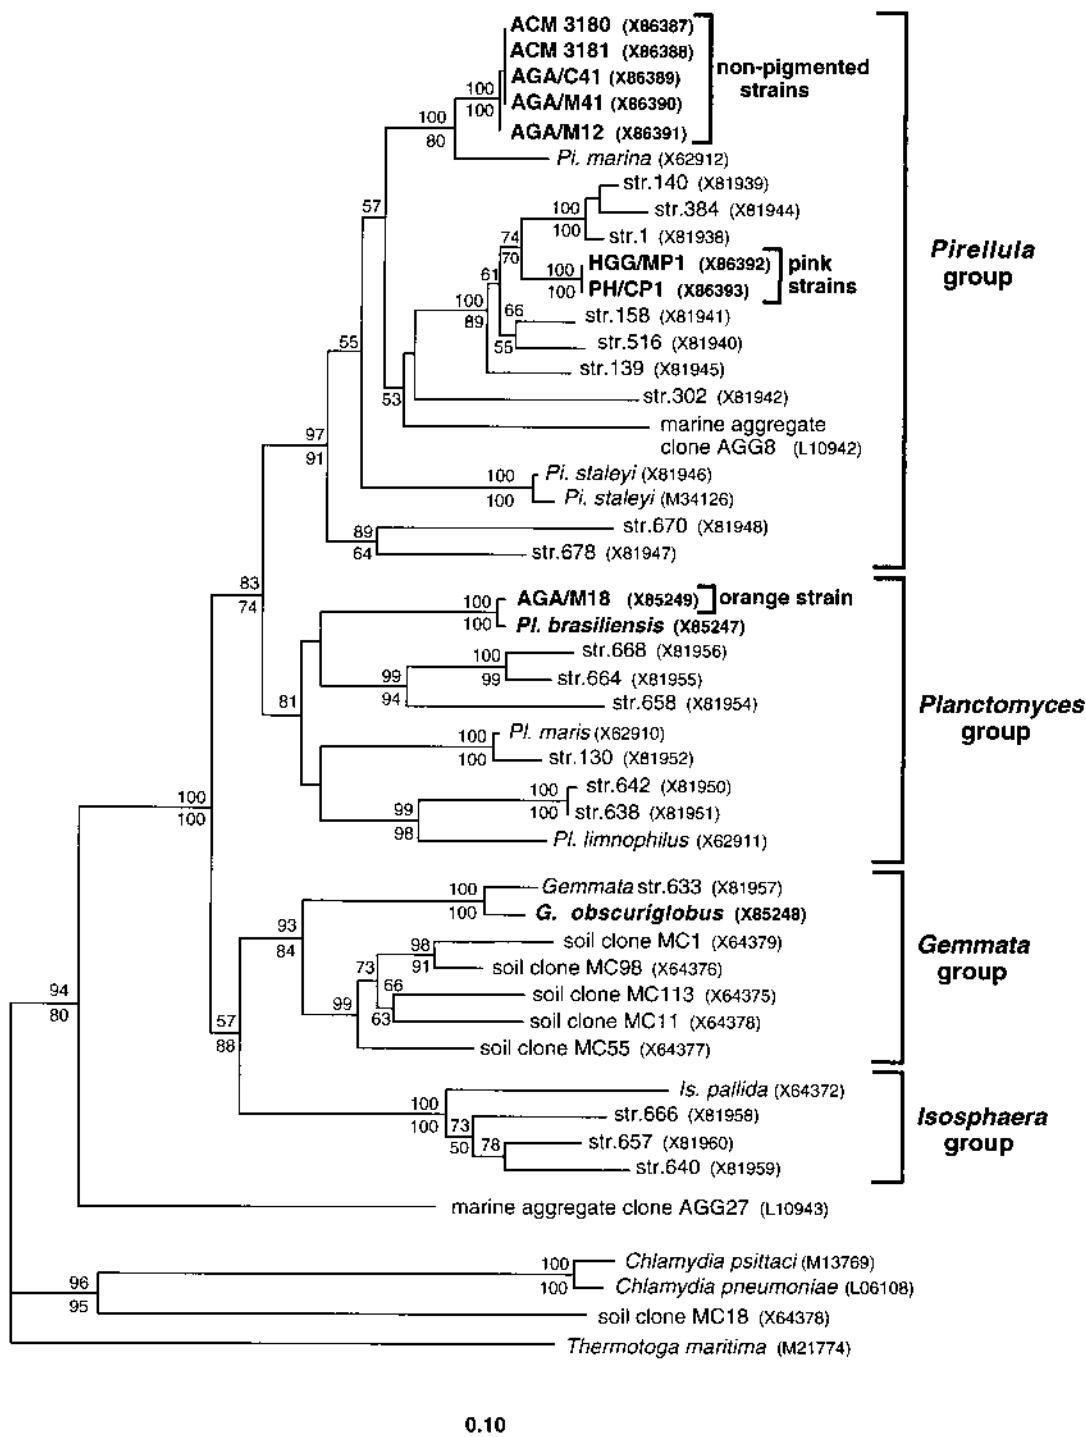 ACM 3180 (X86387)
ACM 3181 (X86388)
AGA/C41 (X86389)
AGA/M41 (X86390)
AGA/M12 (X86391)
non-pigmented
strains
100
100
100
80
Pi. marina (X62912)
str.140 (X81939)
str.384 (X81944)
str.1 (X81938)
57
100
100
74
70
HGG/MP1 (X86392)
PH/CP1 (X86393)
pink
strains
100
100
61
100
89
66
55
str.158 (X81941)
str.516 (X81940)
str.139 (X81945)
str.302 (X81942)
55
53
marine aggregate
clone AGG8 (L10942)
Pirellula
group
97
91
100
100
Pi. staleyi (X81946)
Pi. staleyi (M34126)
89
64
str.670 (X81948)
str.678 (X81947)
83
74
100
100
AGA/M18 (X85249)
orange strain
Pl. brasiliensis (X85247)
100
99
str.668 (X81956)
str.664 (X81955)
99
94
str.658 (X81954)
81
Planctomyces
group
100
100
Pl. maris (X62910)
str.130 (X81952)
100
100
str.642 (X81950)
str.638 (X81951)
99
98
Pl. limnophilus (X62911)
100
100
100
100
Gemmata str.633 (X81957)
G. obscuriglobus (X85248)
93
84
98
91
soil clone MC1 (X64379)
soil clone MC98 (X64376)
73
66
63
99
soil clone MC113 (X64375)
soil clone MC11 (X64378)
soil clone MC55 (X64377)
Gemmata
group
94
80
57
88
100
100
Is. pallida (X64372)
73
50
78
str.666 (X81958)
str.657 (X81960)
str.640 (X81959)
Isosphaera
group
marine aggregate clone AGG27 (L10943)
96
95
100
100
Chlamydia psittaci (M13769)
Chlamydia pneumoniae (L06108)
soil clone MC18 (X64378)
Thermotoga maritima (M21774)
0.10